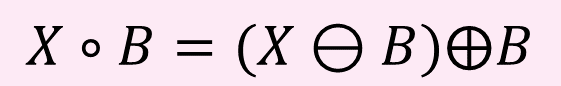 X ∘ B = (X ⊖ B)⊕B